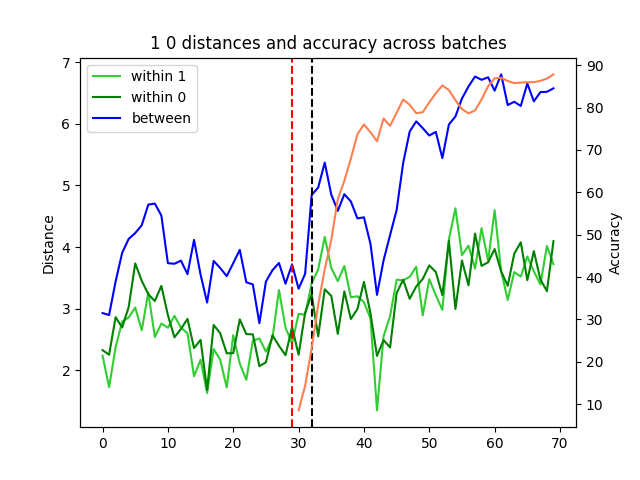 1 0 distances and accuracy across batches
within 1
within 0
between
Distance
7
6
5
4
3
2
Accuracy
90
80
70
60
50
40
30
20
10
0 10 20 30 40 50 60 70